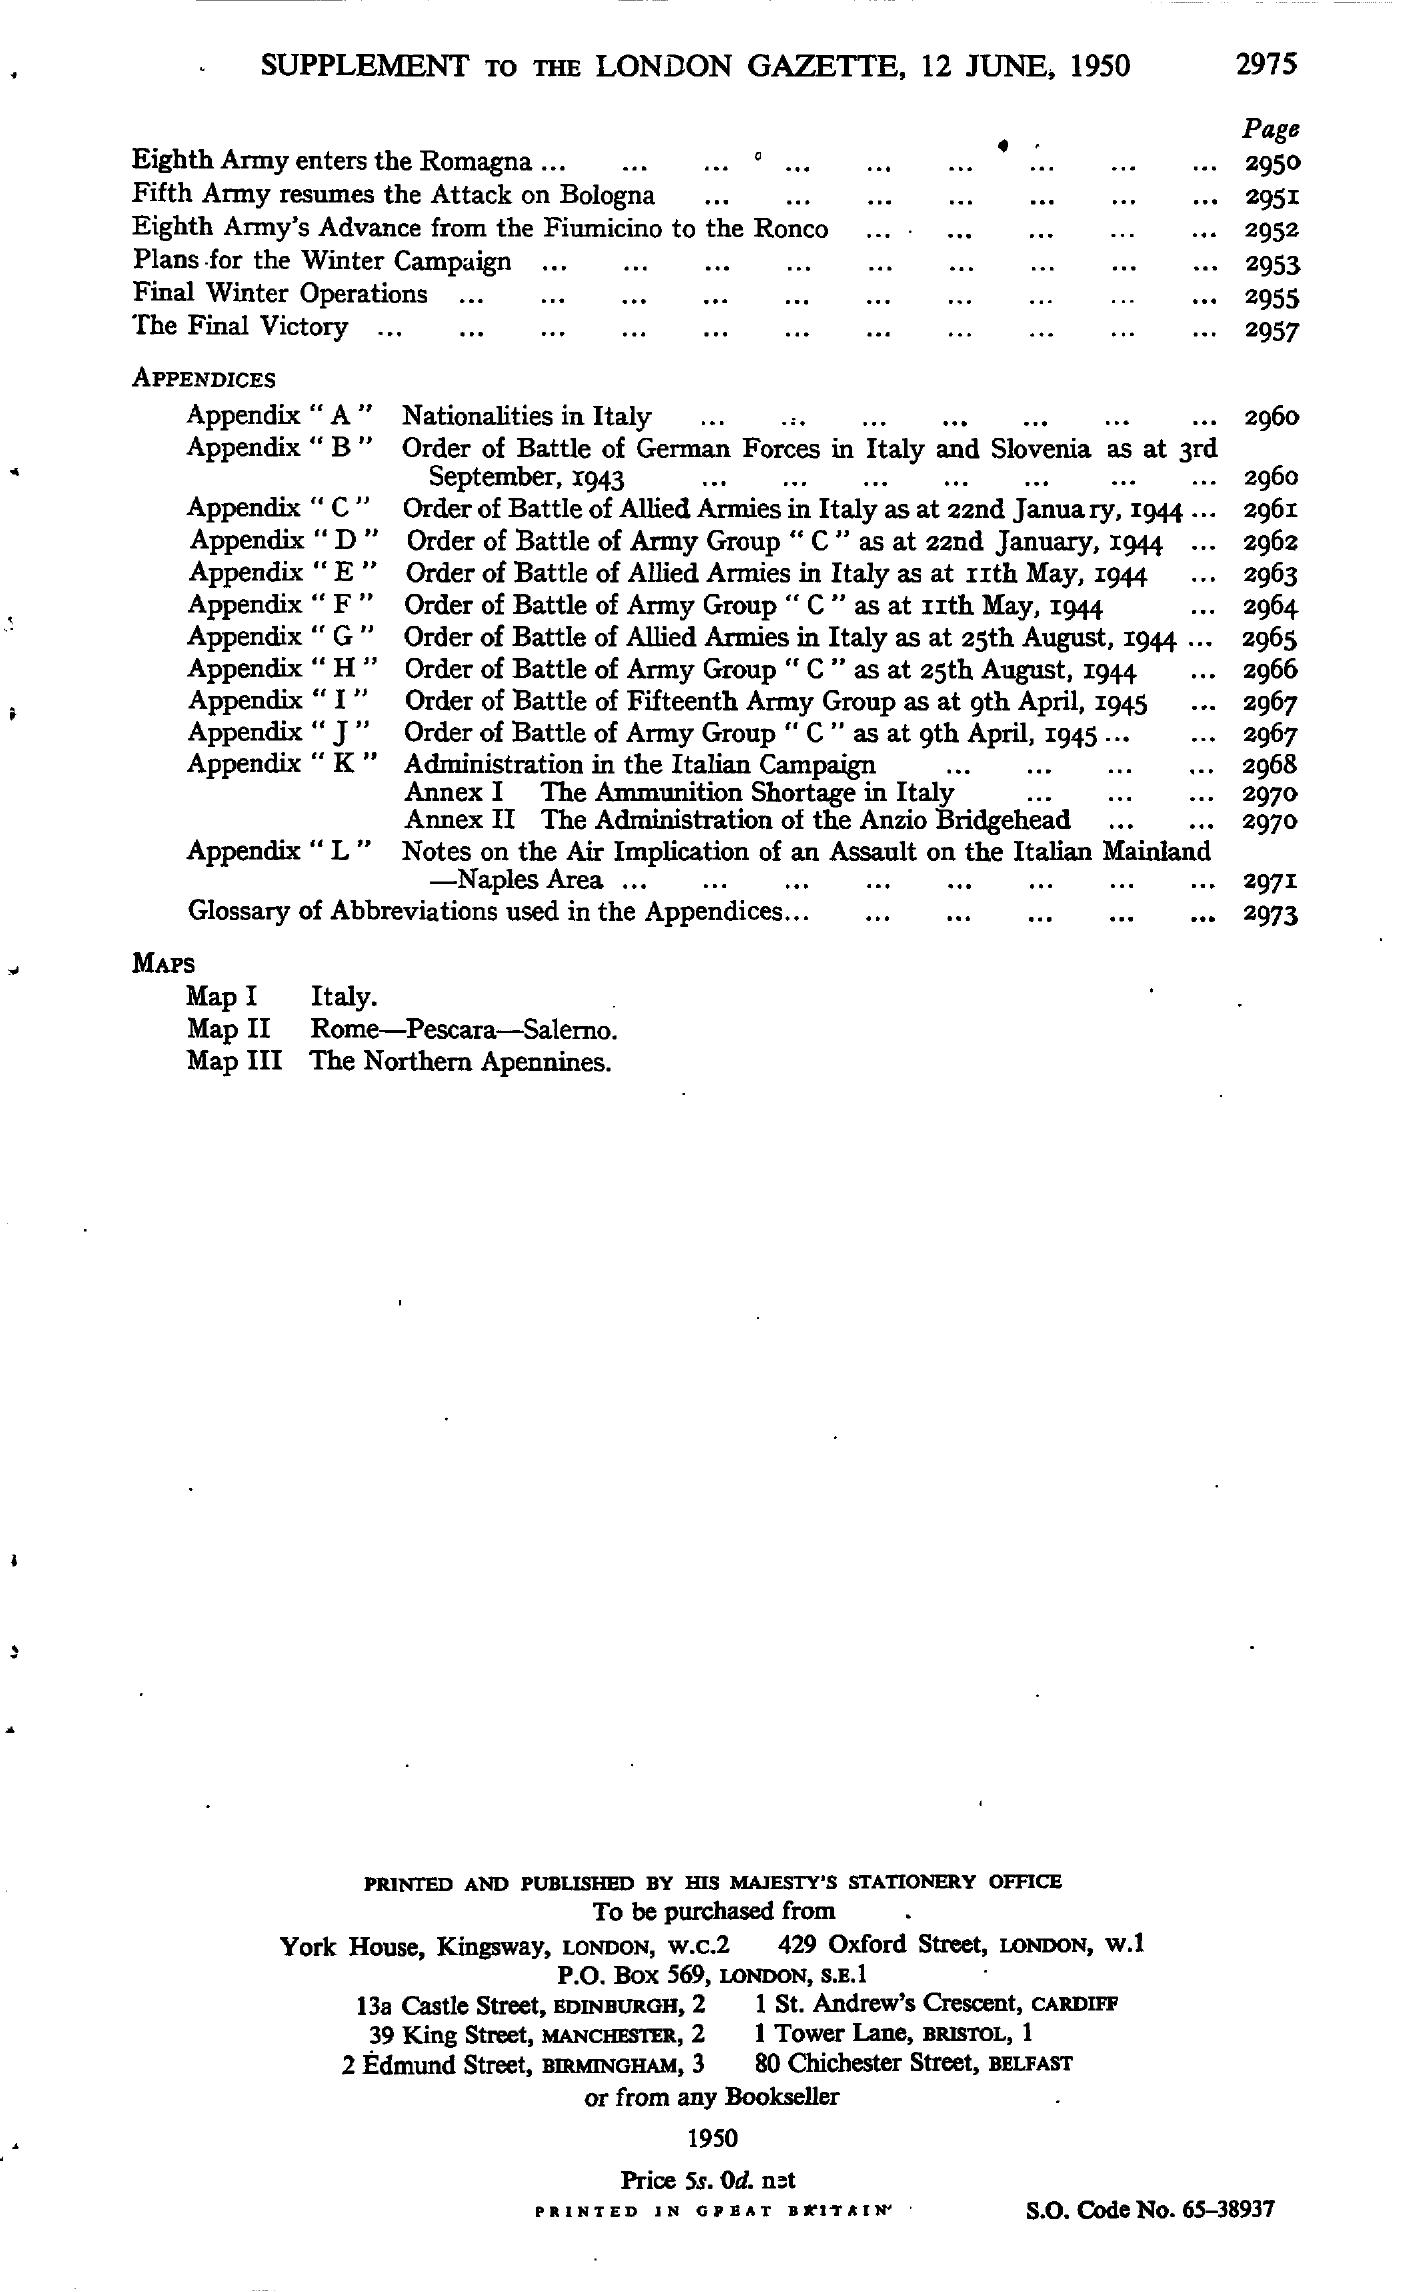 SUPPLEMENT TO THE LONDON GAZETTE, 12 JUNE, 1950 2975
Page
Eighth Army enters the Romagna ... ... ... ... ... ... ... ... ... 2950
Fifth Army resumes the Attack on Bologna ... ... ... ... ... ... ... 2951
Eighth Army's Advance from the Fiumicino to the Ronco ... ... ... ... ... 2952
Plans for the Winter Campaign ... ... ... ... ... ... ... ... ... 2953
Final Winter Operations ... ... ... ... ... ... ... ... ... ... 2955
The Final Victory ... ... ... ... ... ... ... ... ... ... ... 2957
APPENDICES
Appendix " A " Nationalities in Italy ... ... ... ... ... ... ... 2960
Appendix " B " Order of Battle of German Forces in Italy and Slovenia as at 3rd
September, 1943 ... ... ... ... ... ... ... 2960
Appendix " C " Order of Battle of Allied Armies in Italy as at 22nd January, 1944 ... 2961
Appendix " D " Order of Battle of Army Group " C " as at 22nd January, 1944 ... 2962
Appendix " E " Order of Battle of Allied Armies in Italy as at 11th May, 1944 ... 2963
Appendix " F " Order of Battle of Army Group " C " as at 11th May, 1944 ... 2964
Appendix " G " Order of Battle of Allied Armies in Italy as at 25th August, 1944 ... 2965
Appendix " H " Order of Battle of Army Group " C " as at 25th August, 1944 ... 2966
Appendix " I " Order of Battle of Fifteenth Army Group as at 9th April, 1945 ... 2967
Appendix " J " Order of Battle of Army Group " C " as at 9th April, 1945 ... ... 2967
Appendix " K " Administration in the Italian Campaign ... ... ... ... 2968
Annex I The Ammunition Shortage in Italy ... ... ... 2970
Annex II The Administration of the Anzio Bridgehead ... ... 2970
Appendix " L " Notes on the Air Implication of an Assault on the Italian Mainland
—Naples Area ... ... ... ... ... ... ... ... 2971
Glossary of Abbreviations used in the Appendices... ... ... ... ... ... 2973
MAPS
Map I Italy.
Map II Rome—Pescara—Salerno.
Map III The Northern Apennines.
PRINTED AND PUBLISHED BY HIS MAJESTY'S STATIONERY OFFICE
To be purchased from
York House, Kingsway, LONDON, W.C.2 429 Oxford Street, LONDON, W.1
P.O. Box 569, LONDON, S.E.1
13a Castle Street, EDINBURGH, 2 1 St. Andrew's Crescent, CARDIFF
39 King Street, MANCHESTER, 2 1 Tower Lane, BRISTOL, 1
2 Edmund Street, BIRMINGHAM, 3 80 Chichester Street, BELFAST
or from any Bookseller
1950
Price 5s. 0d. net
PRINTED IN GREAT BRITAIN S.O. Code No. 65–38937